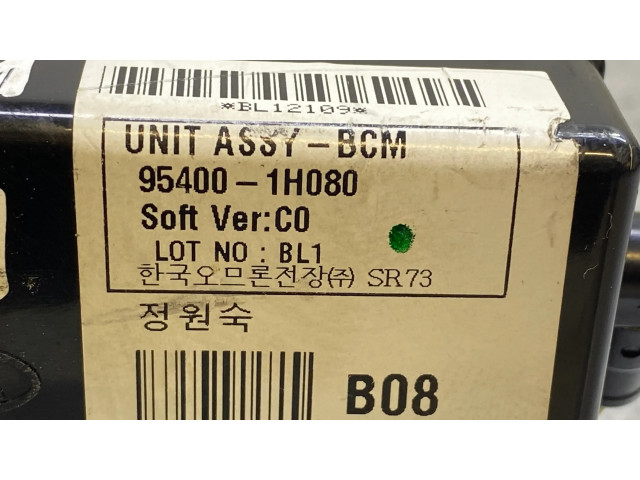 *BL12109*
UNIT ASSY-BCM
95400-1H080
Soft Ver:C0
LOT NO : BL1
한국오므론전장(주) SR73
정원숙
B08